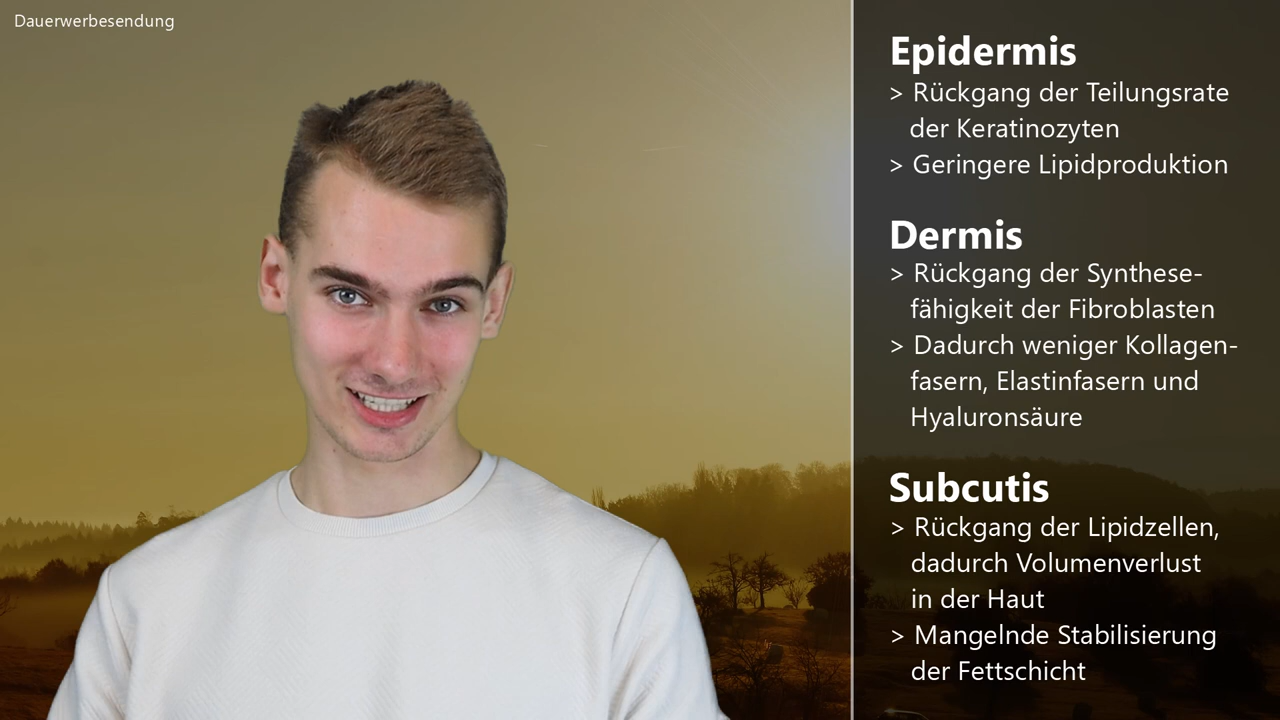 Dauerwerbesendung
Epidermis
> Rückgang der Teilungsrate
der Keratinozyten
> Geringere Lipidproduktion
Dermis
> Rückgang der Synthese-
fähigkeit der Fibroblasten
> Dadurch weniger Kollagen-
fasern, Elastinfasern und
Hyaluronsäure
Subcutis
> Rückgang der Lipidzellen,
dadurch Volumenverlust
in der Haut
> Mangelnde Stabilisierung
der Fettschicht